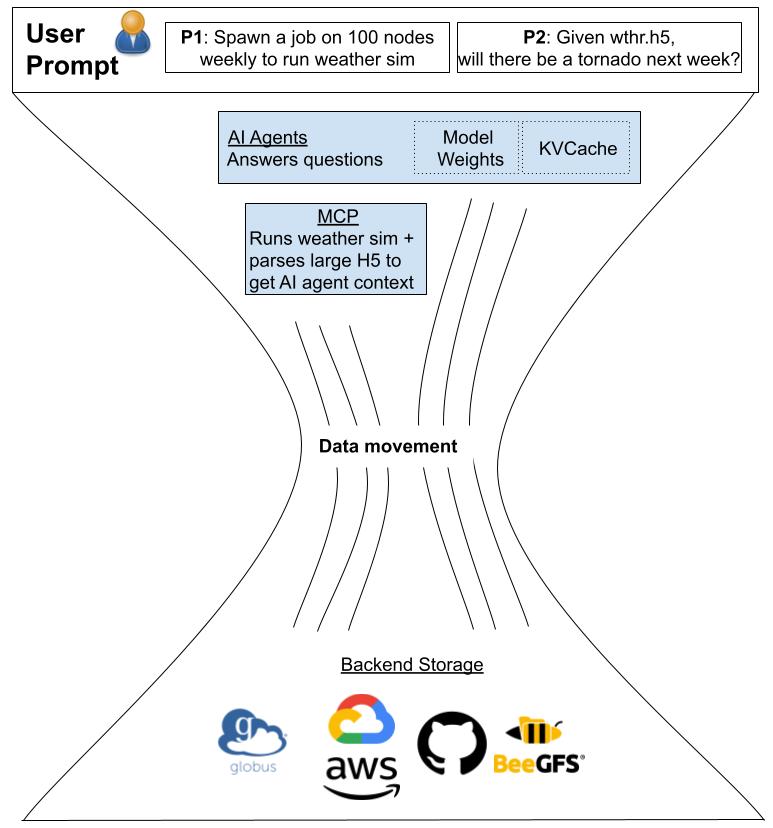 User
Prompt
P1: Spawn a job on 100 nodes
weekly to run weather sim
P2: Given wthr.h5,
will there be a tornado next week?
AI Agents
Answers questions
Model
Weights
KVCache
MCP
Runs weather sim +
parses large H5 to
get AI agent context
Data movement
Backend Storage
g
globus
aws
BeeGFS®